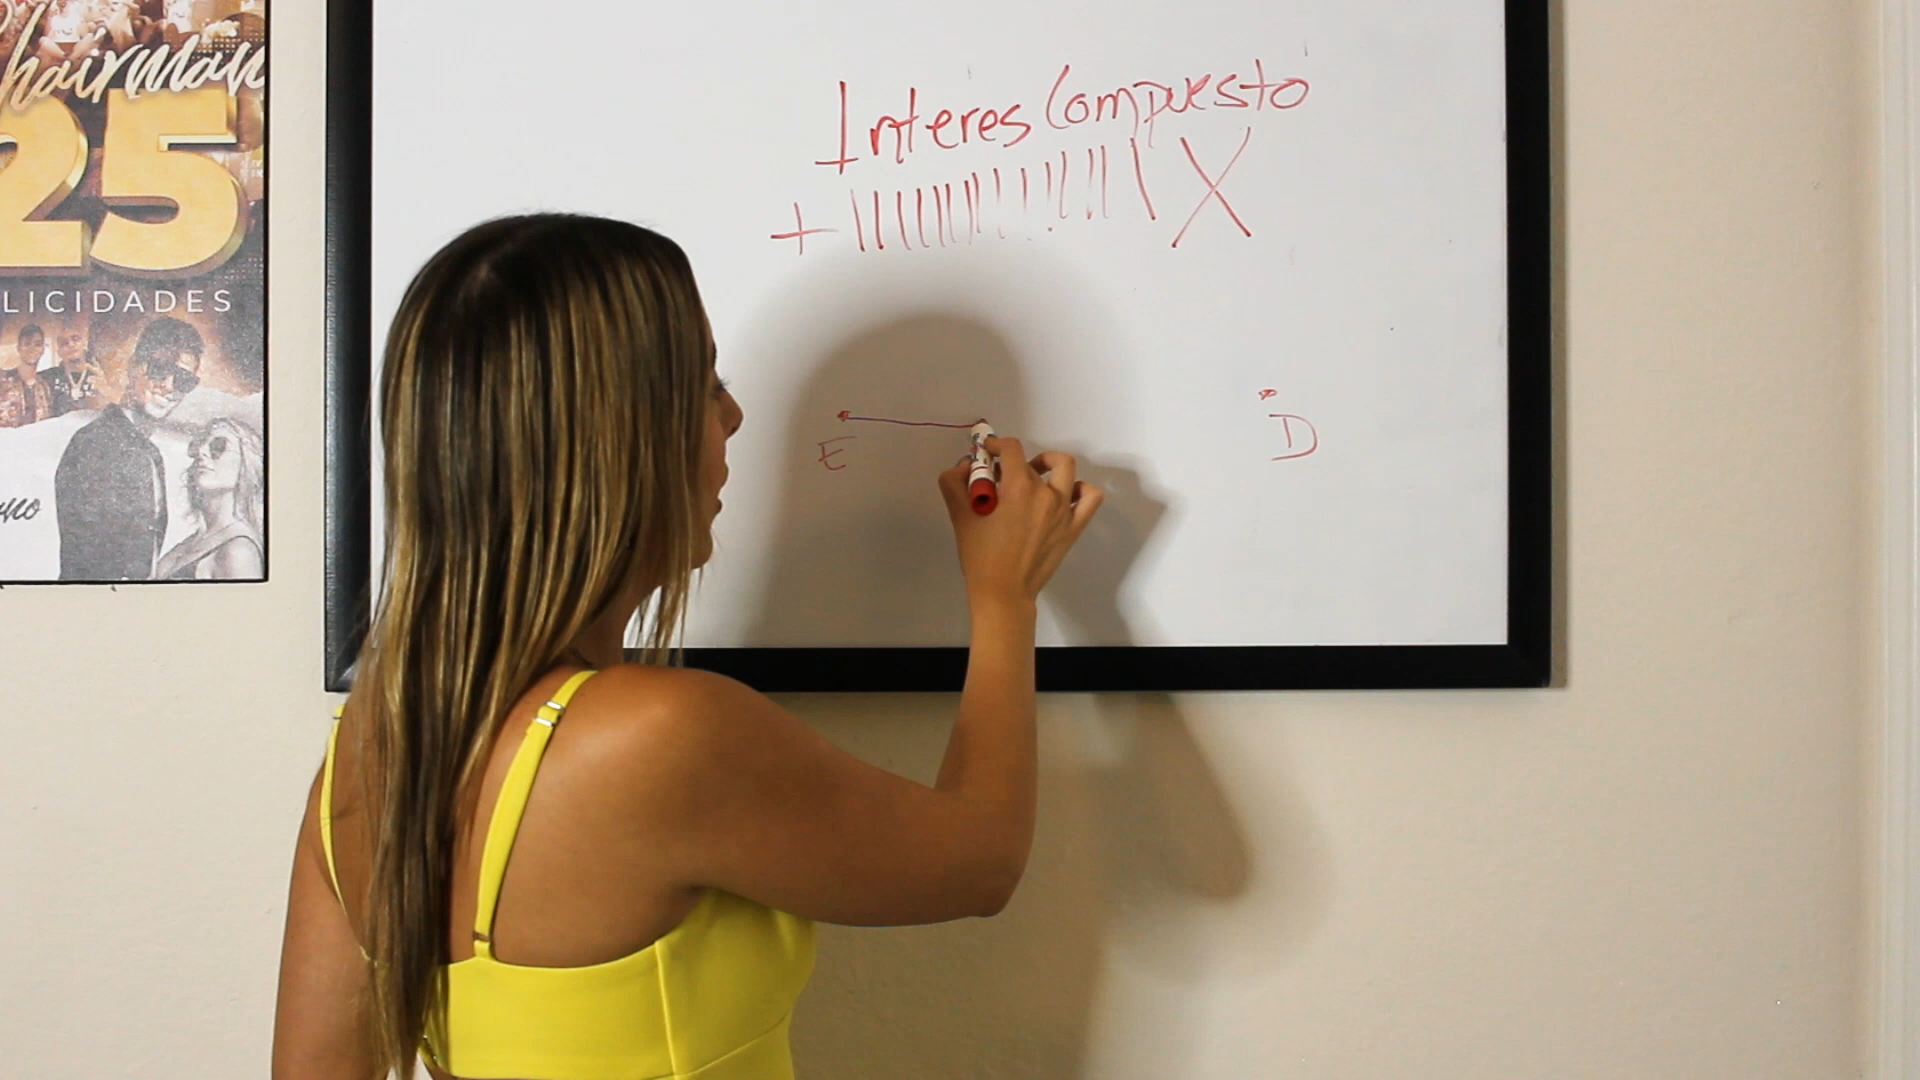 Chairman
25
LICIDADES
Interes Compuesto
+ X
E
D